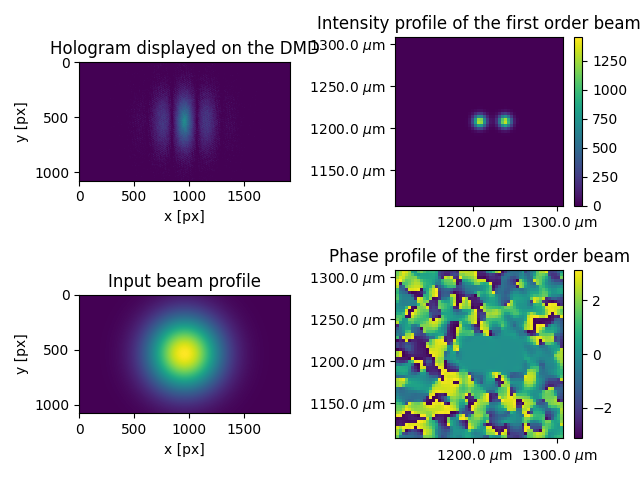 Hologram displayed on the DMD
0
500
1000
y [px]
0
500
1000
1500
x [px]
Intensity profile of the first order beam
1300.0 μm
1250.0 μm
1200.0 μm
1150.0 μm
1200.0 μm
1300.0 μm
1250
1000
750
500
250
0
Input beam profile
0
500
1000
y [px]
0
500
1000
1500
x [px]
Phase profile of the first order beam
1300.0 μm
1250.0 μm
1200.0 μm
1150.0 μm
1200.0 μm
1300.0 μm
2
0
−2